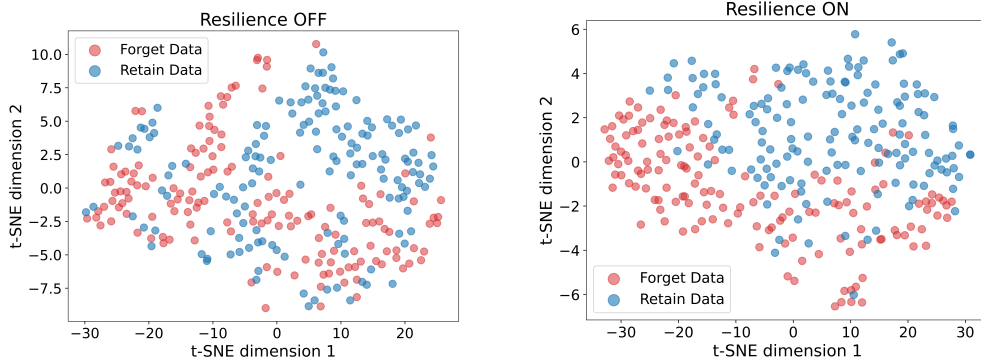 Resilience OFF
Forget Data
Retain Data
10.0
7.5
5.0
2.5
0.0
−2.5
−5.0
−7.5
t-SNE dimension 2
−30
−20
−10
0
10
20
t-SNE dimension 1
Resilience ON
6
4
2
0
−2
−4
−6
t-SNE dimension 2
Forget Data
Retain Data
−30
−20
−10
0
10
20
30
t-SNE dimension 1